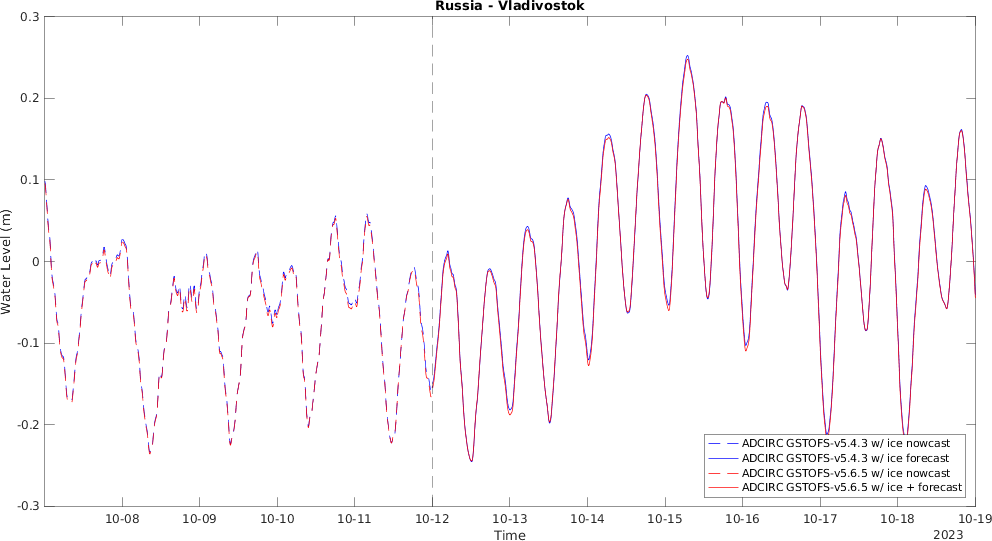 Russia - Vladivostok
0.3
0.2
0.1
0
-0.1
-0.2
-0.3
Water Level (m)
ADCIRC GSTOFS-v5.4.3 w/ ice nowcast
ADCIRC GSTOFS-v5.4.3 w/ ice forecast
ADCIRC GSTOFS-v5.6.5 w/ ice nowcast
ADCIRC GSTOFS-v5.6.5 w/ ice + forecast
10-08 10-09 10-10 10-11 10-12 10-13 10-14 10-15 10-16 10-17 10-18 10-19
Time
2023